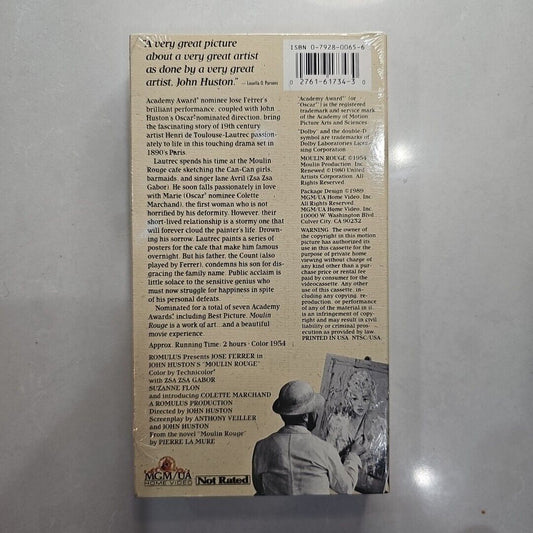 "A very great picture
about a very great artist
as done by a very great
artist, John Huston." — Louella O. Parsons
Academy Award® nominee Jose Ferrer's
brilliant performance, coupled with John
Huston's Oscar® nominated direction, bring
the fascinating story of 19th century
artist Henri de Toulouse-Lautrec passion-
ately to life in this touching drama set in
1890's Paris.
Lautrec spends his time at the Moulin
Rouge cafe sketching the Can-Can girls,
barmaids, and singer Jane Avril (Zsa Zsa
Gabor). He soon falls passionately in love
with Marie (Oscar® nominee Colette
Marchand), the first woman who is not
horrified by his deformity. However, their
short-lived relationship is a stormy one that
will forever cloud the painter's life. Drown-
ing his sorrow, Lautrec paints a series of
posters for the cafe that make him famous
overnight. But his father, the Count (also
played by Ferrer), condemns his son for dis-
gracing the family name. Public acclaim is
little solace to the sensitive genius who
must now struggle for happiness in spite
of his personal defeats.
Nominated for a total of seven Academy
Awards® including Best Picture, Moulin
Rouge is a work of art...and a beautiful
movie experience.
Approx. Running Time: 2 hours · Color 1954
ROMULUS Presents JOSE FERRER in
JOHN HUSTON'S "MOULIN ROUGE"
Color by Technicolor®
with ZSA ZSA GABOR
SUZANNE FLON
and introducing COLETTE MARCHAND
A ROMULUS PRODUCTION
Directed by JOHN HUSTON
Screenplay by ANTHONY VEILLER
and JOHN HUSTON
From the novel "Moulin Rouge"
by PIERRE LA MURE
MGM/UA
HOME VIDEO
Not Rated
ISBN 0-7928-0065-6
0 27616 1734-3 0
"Academy Award®" (or
"Oscar®") is the registered
trademark and service mark
of the Academy of Motion
Picture Arts and Sciences
"Dolby" and the double-D
symbol are trademarks of
Dolby Laboratories Licen-
sing Corporation
MOULIN ROUGE ©1954
Moulin Production, Inc.
Renewed ©1980 United
Artists Corporation. All
Rights Reserved.
Package Design ©1989
MGM/UA Home Video, Inc.
All Rights Reserved.
MGM/UA Home Video, Inc.
10000 W. Washington Blvd.
Culver City, CA 90232
WARNING: The owner of
the copyright in this motion
picture has authorized its
use in this cassette for the
purpose of private home
viewing without charge of
any kind other than a pur-
chase price or rental fee
paid by consumer for the
videocassette. Any other
use of this cassette, in-
cluding any copying, re-
production, or performance
of any of the material in it
is an infringement of copy-
right and may result in civil
liability or criminal pros-
ecution as provided by law.
PRINTED IN USA NTSC/USA